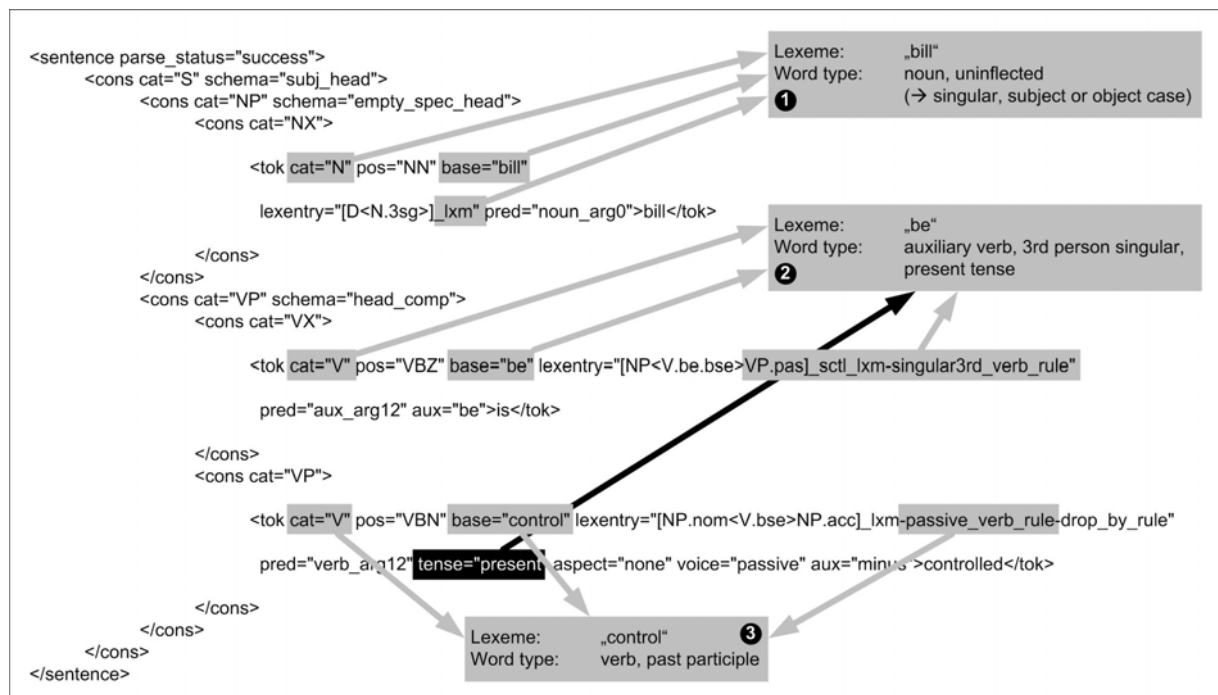 <sentence parse_status="success">
<cons cat="S" schema="subj_head">
<cons cat="NP" schema="empty_spec_head">
<cons cat="NX">
<tok cat="N" pos="NN" base="bill"
lexentry="[D<N.3sg>]_lxm" pred="noun_arg0">bill</tok>
</cons>
</cons>
<cons cat="VP" schema="head_comp">
<cons cat="VX">
<tok cat="V" pos="VBZ" base="be" lexentry="[NP<V.be.bse>VP.pas]_sctl_lxm-singular3rd_verb_rule"
pred="aux_arg12" aux="be">is</tok>
</cons>
<cons cat="VP">
<tok cat="V" pos="VBN" base="control" lexentry="[NP.nom<V.bse>NP.acc]_lxm-passive_verb_rule-drop_by_rule"
pred="verb_arg12" tense="present aspect="none" voice="passive" aux="minus">controlled</tok>
</cons>
</cons>
</cons>
</sentence>
Lexeme: „bill“
Word type: noun, uninflected
❶ (→ singular, subject or object case)
Lexeme: „be“
Word type: auxiliary verb, 3rd person singular,
❷ present tense
Lexeme: „control“ ❸
Word type: verb, past participle